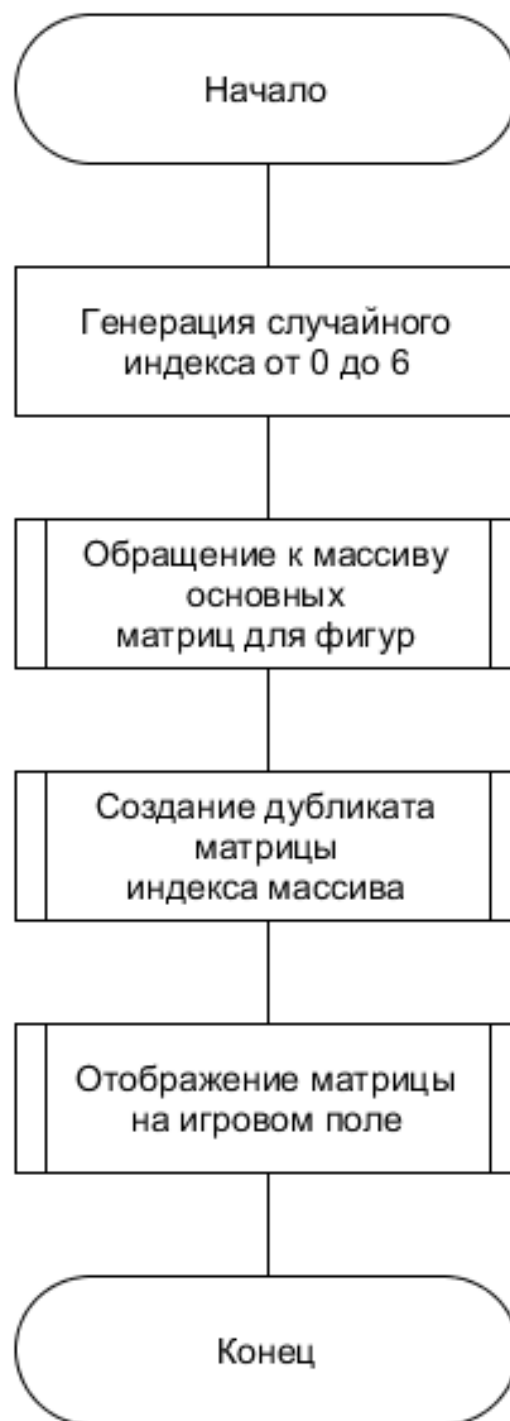 Начало
Генерация случайного
индекса от 0 до 6
Обращение к массиву
основных
матриц для фигур
Создание дубликата
матрицы
индекса массива
Отображение матрицы
на игровом поле
Конец